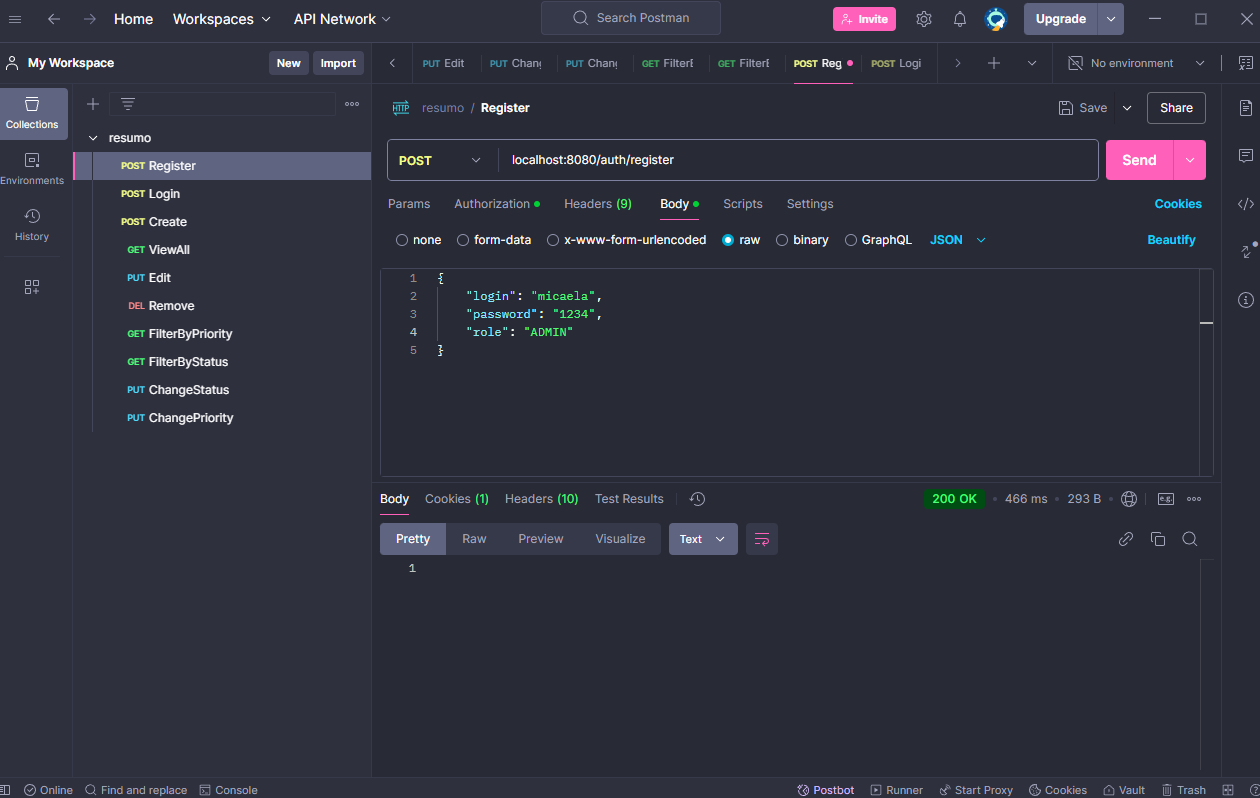 Home Workspaces API Network Search Postman Invite Upgrade
My Workspace New Import PUT Edit PUT Chang PUT Chang GET FilterE GET FilterE POST Reg POST Logi No environment
Collections
Environments
History
resumo
POST Register
POST Login
POST Create
GET ViewAll
PUT Edit
DEL Remove
GET FilterByPriority
GET FilterByStatus
PUT ChangeStatus
PUT ChangePriority
HTTP resumo / Register Save Share
POST localhost:8080/auth/register Send
Params Authorization Headers (9) Body Scripts Settings Cookies
none form-data x-www-form-urlencoded raw binary GraphQL JSON Beautify
1 {
2 "login": "micaela",
3 "password": "1234",
4 "role": "ADMIN"
5 }
Body Cookies (1) Headers (10) Test Results 200 OK • 466 ms • 293 B • e.g.
Pretty Raw Preview Visualize Text
1
Online Find and replace Console Postbot Runner Start Proxy Cookies Vault Trash